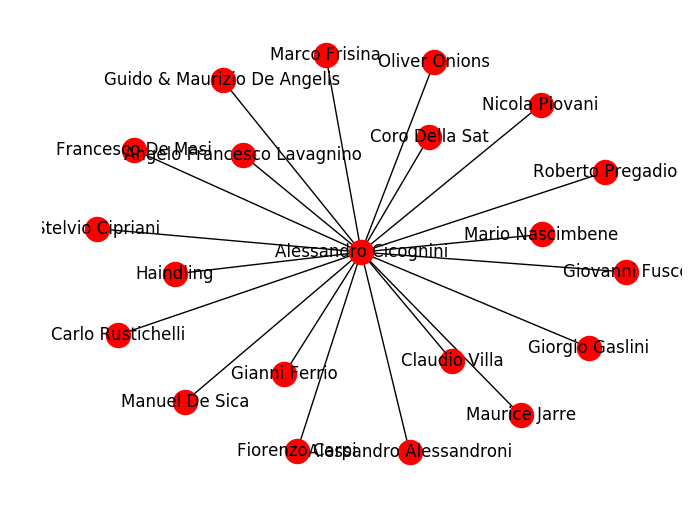 Marco Frisina
Oliver Onions
Guido & Maurizio De Angelis
Nicola Piovani
Coro Della Sat
Francesco De Masi
Angelo Francesco Lavagnino
Roberto Pregadio
Stelvio Cipriani
Mario Nascimbene
Alessandro Cicognini
Haindling
Giovanni Fusco
Carlo Rustichelli
Giorgio Gaslini
Claudio Villa
Gianni Ferrio
Manuel De Sica
Maurice Jarre
Fiorenzo Carpi
Alessandro Alessandroni